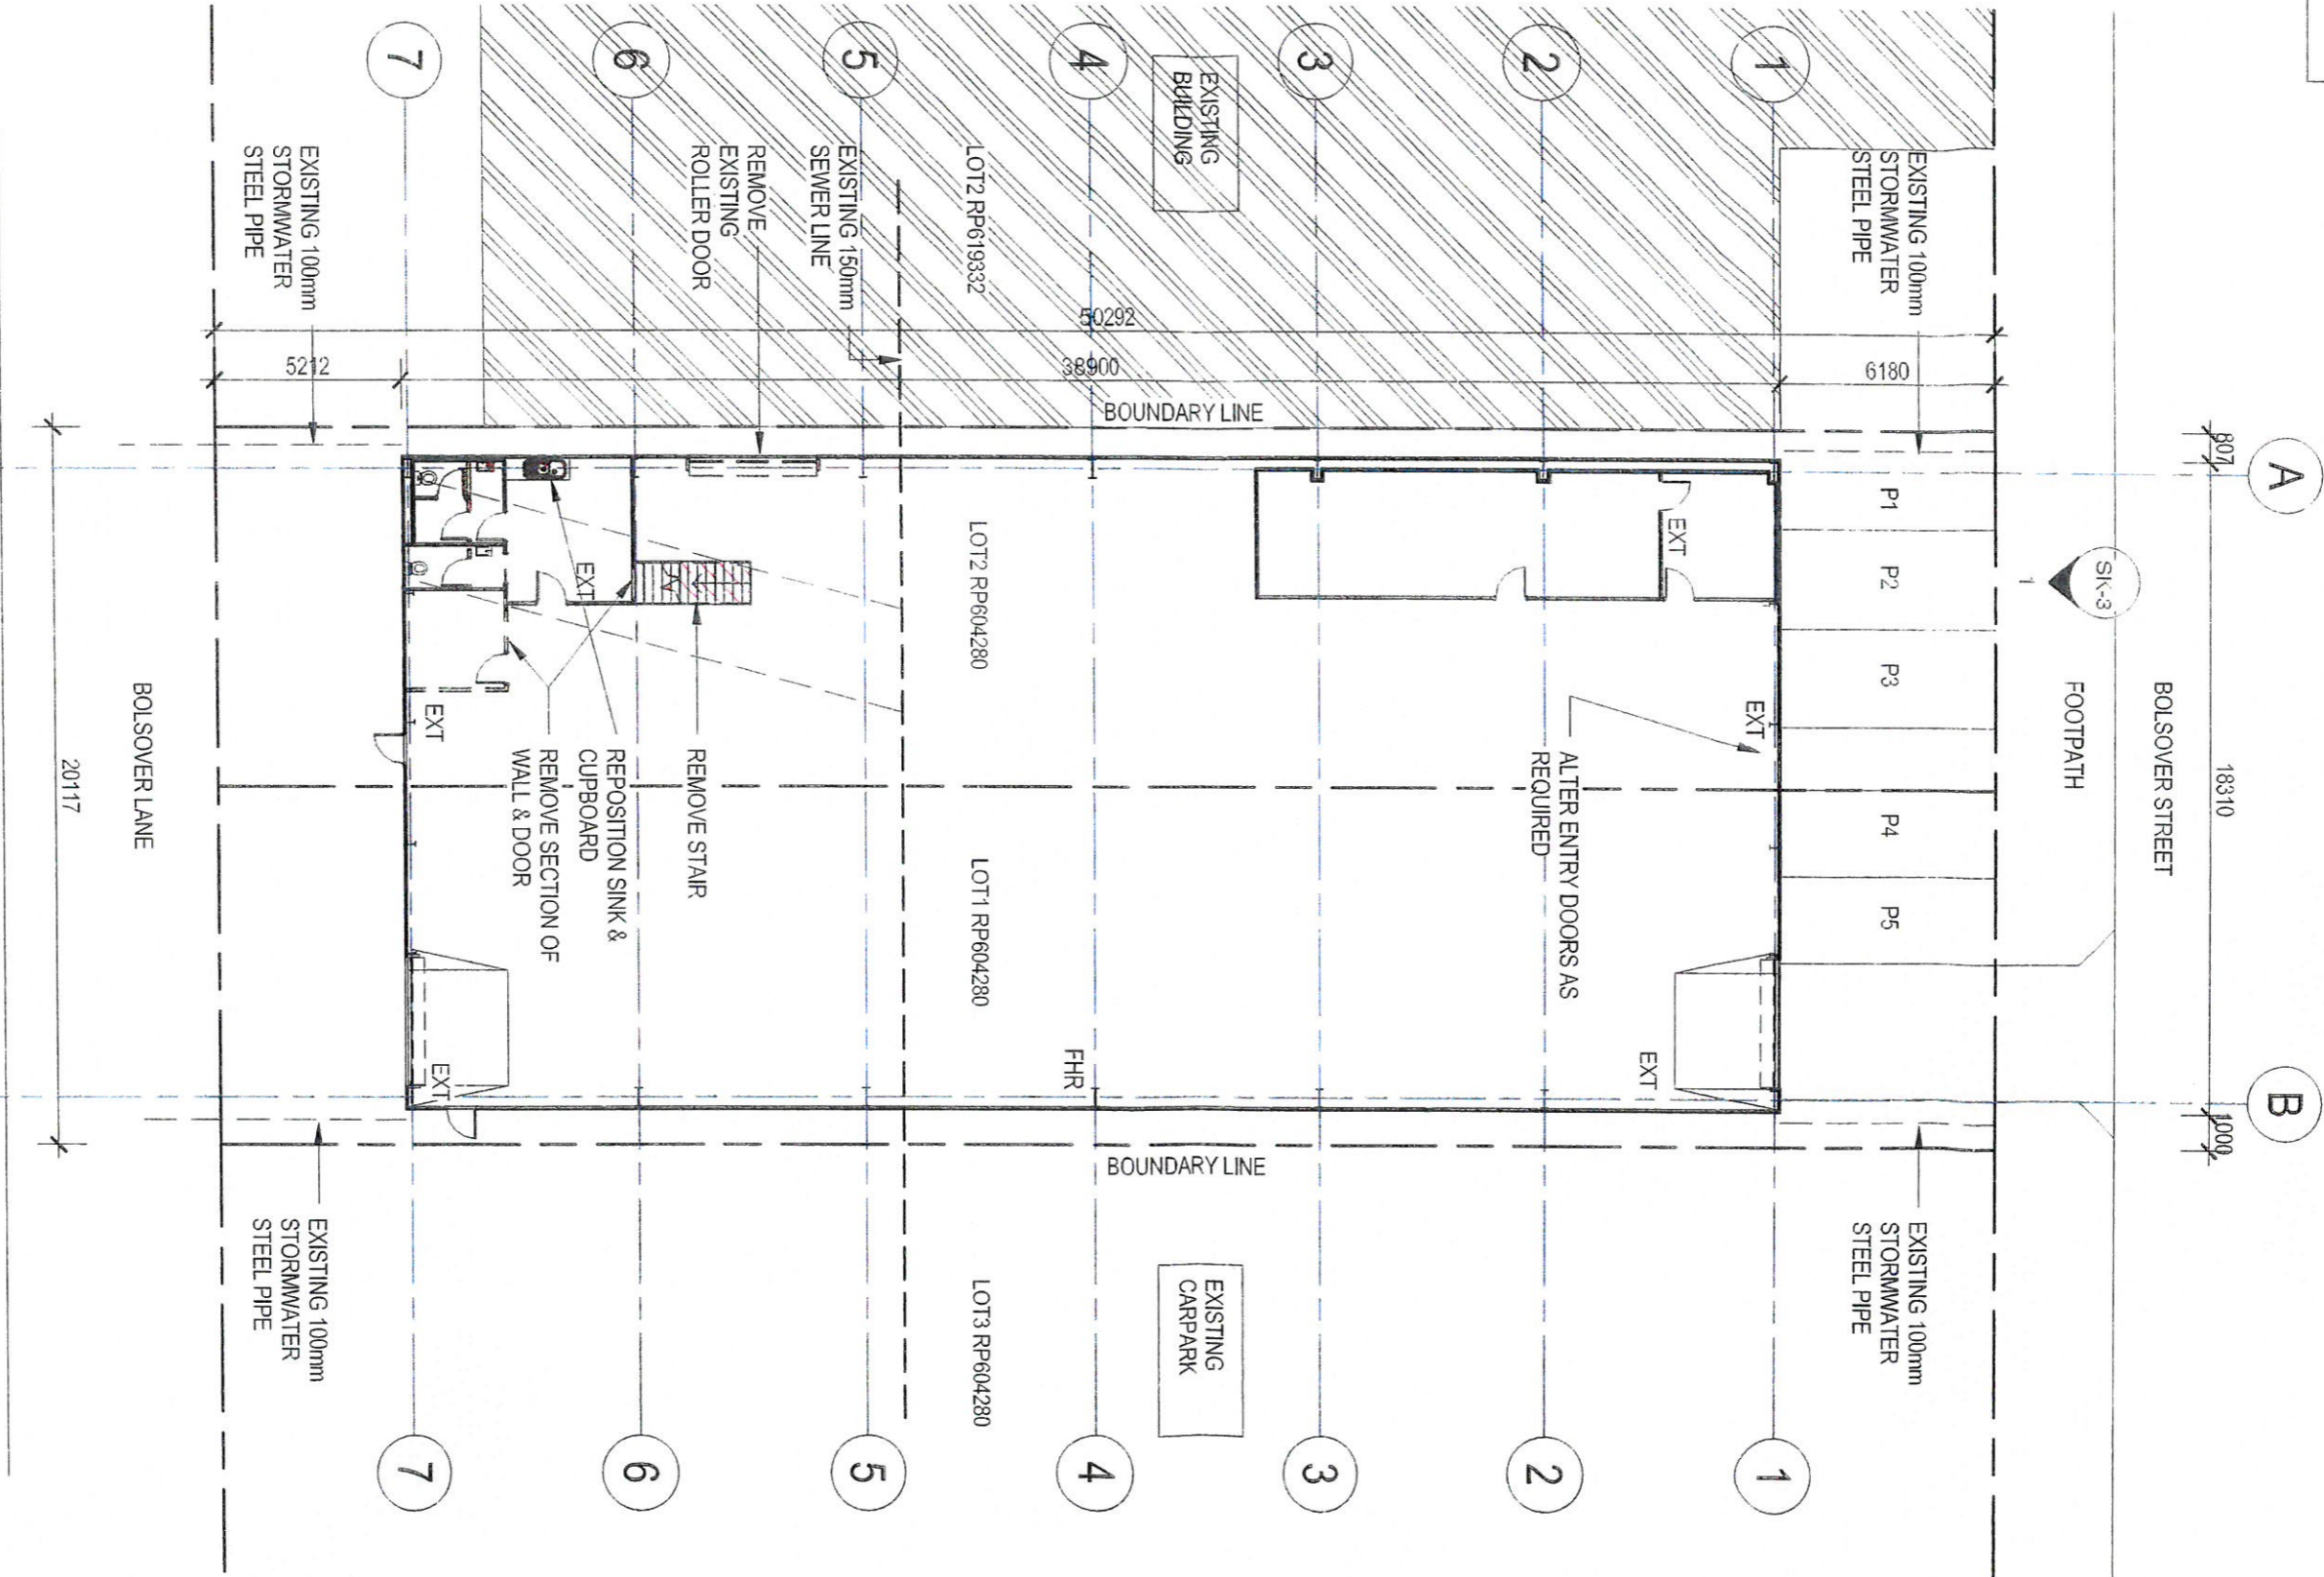 7
6
5
4
3
2
1
EXISTING
BUILDING
EXISTING 100mm
STORMWATER
STEEL PIPE
REMOVE
EXISTING
ROLLER DOOR
EXISTING 150mm
SEWER LINE
LOT2 RP619332
EXISTING 100mm
STORMWATER
STEEL PIPE
50292
5212
38900
6180
BOUNDARY LINE
807
A
P1
P2
P3
P4
P5
SK-3
1
EXT
EXT
LOT2 RP604280
EXT
EXT
BOLSOVER LANE
20117
REMOVE SECTION OF
WALL & DOOR
REPOSITION SINK &
CUPBOARD
REMOVE STAIR
ALTER ENTRY DOORS AS
REQUIRED
FOOTPATH
BOLSOVER STREET
18310
LOT1 RP604280
EXT
FHR
EXT
B
1000
BOUNDARY LINE
EXISTING 100mm
STORMWATER
STEEL PIPE
LOT3 RP604280
EXISTING
CARPARK
EXISTING 100mm
STORMWATER
STEEL PIPE
7
6
5
4
3
2
1